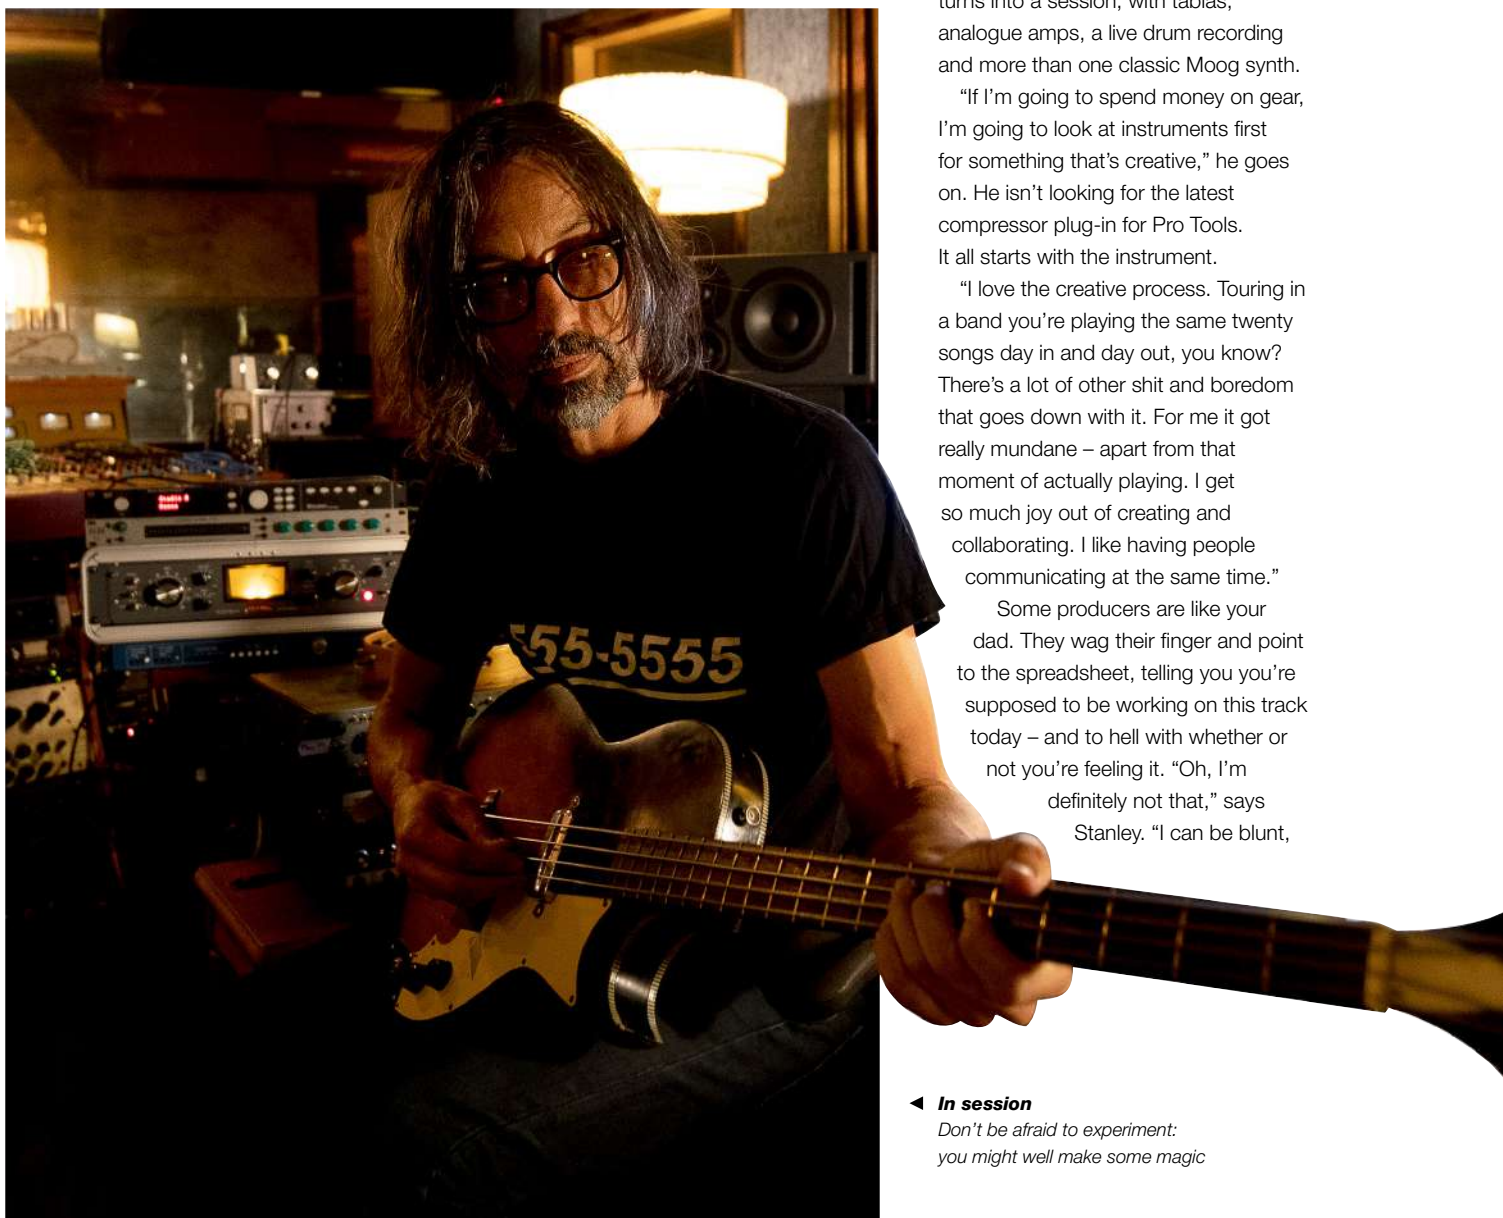 turns into a session, with tablas,
analogue amps, a live drum recording
and more than one classic Moog synth.
“If I’m going to spend money on gear,
I’m going to look at instruments first
for something that’s creative,” he goes
on. He isn’t looking for the latest
compressor plug-in for Pro Tools.
It all starts with the instrument.
“I love the creative process. Touring in
a band you’re playing the same twenty
songs day in and day out, you know?
There’s a lot of other shit and boredom
that goes down with it. For me it got
really mundane – apart from that
moment of actually playing. I get
so much joy out of creating and
collaborating. I like having people
communicating at the same time.”
Some producers are like your
dad. They wag their finger and point
to the spreadsheet, telling you you’re
supposed to be working on this track
today – and to hell with whether or
not you’re feeling it. “Oh, I’m
definitely not that,” says
Stanley. “I can be blunt,
555-5555
In session
Don’t be afraid to experiment:
you might well make some magic